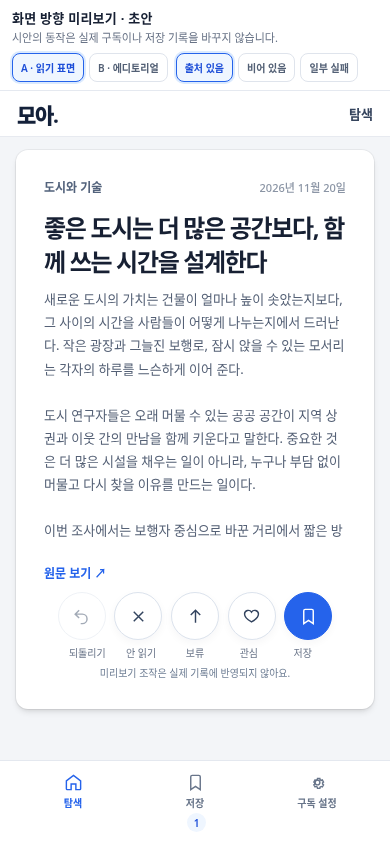 화면 방향 미리보기 · 초안
시안의 동작은 실제 구독이나 저장 기록을 바꾸지 않습니다.
A · 읽기 표면 B · 에디토리얼 출처 있음 비어 있음 일부 실패
모아. 탐색
도시와 기술 2026년 11월 20일
좋은 도시는 더 많은 공간보다, 함
께 쓰는 시간을 설계한다
새로운 도시의 가치는 건물이 얼마나 높이 솟았는지보다,
그 사이의 시간을 사람들이 어떻게 나누는지에서 드러난
다. 작은 광장과 그늘진 보행로, 잠시 앉을 수 있는 모서리
는 각자의 하루를 느슨하게 이어 준다.
도시 연구자들은 오래 머물 수 있는 공공 공간이 지역 상
권과 이웃 간의 만남을 함께 키운다고 말한다. 중요한 것
은 더 많은 시설을 채우는 일이 아니라, 누구나 부담 없이
머물고 다시 찾을 이유를 만드는 일이다.
이번 조사에서는 보행자 중심으로 바꾼 거리에서 짧은 방
원문 보기 ↗
되돌리기 안 읽기 보류 관심 저장
미리보기 조작은 실제 기록에 반영되지 않아요.
탐색 저장 구독 설정
1